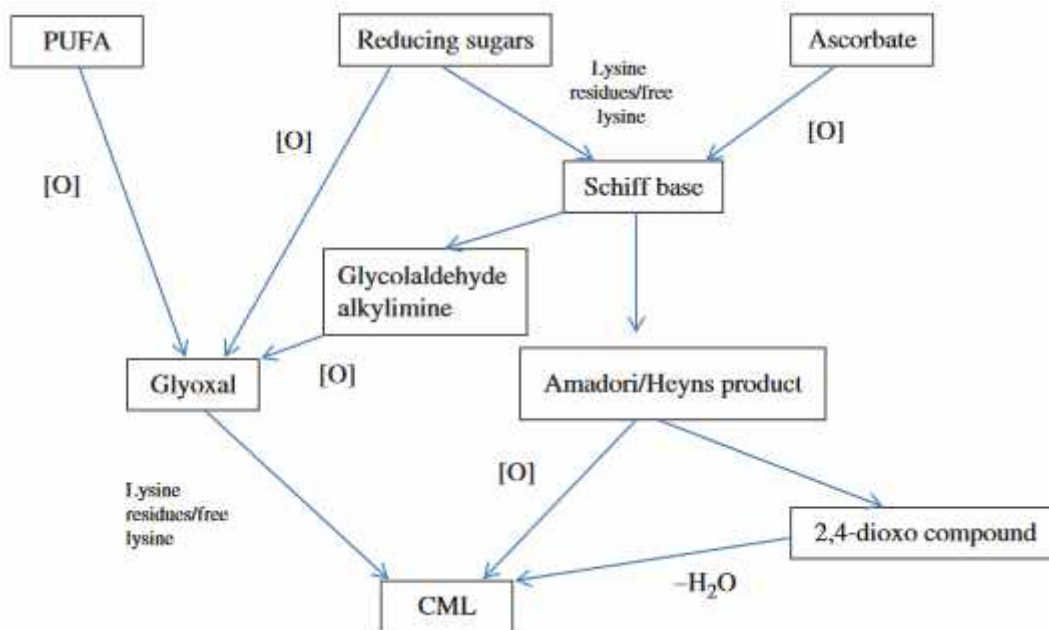 PUFA
Reducing sugars
Ascorbate
Lysine
residues/free
lysine
[O]
[O]
[O]
Schiff base
Glycolaldehyde
alkylimine
[O]
Glyoxal
Amadori/Heyns product
[O]
Lysine
residues/free
lysine
2,4-dioxo compound
–H₂O
CML